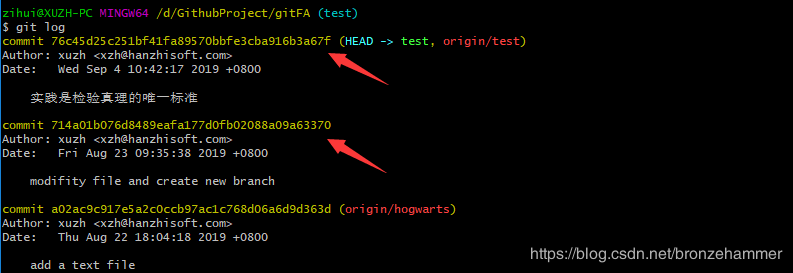 zihui@XUZH-PC MINGW64 /d/GithubProject/gitFA (test)
$ git log
commit 76c45d25c251bf41fa89570bbfe3cba916b3a67f (HEAD -> test, origin/test)
Author: xuzh <xzh@hanzhisoft.com>
Date:   Wed Sep 4 10:42:17 2019 +0800
实践是检验真理的唯一标准
commit 714a01b076d8489eafa177d0fb02088a09a63370
Author: xuzh <xzh@hanzhisoft.com>
Date:   Fri Aug 23 09:35:38 2019 +0800
modifity file and create new branch
commit a02ac9c917e5a2c0ccb97ac1c768d06a6d9d363d (origin/hogwarts)
Author: xuzh <xzh@hanzhisoft.com>
Date:   Thu Aug 22 18:04:18 2019 +0800
add a text file
https://blog.csdn.net/bronzehammer